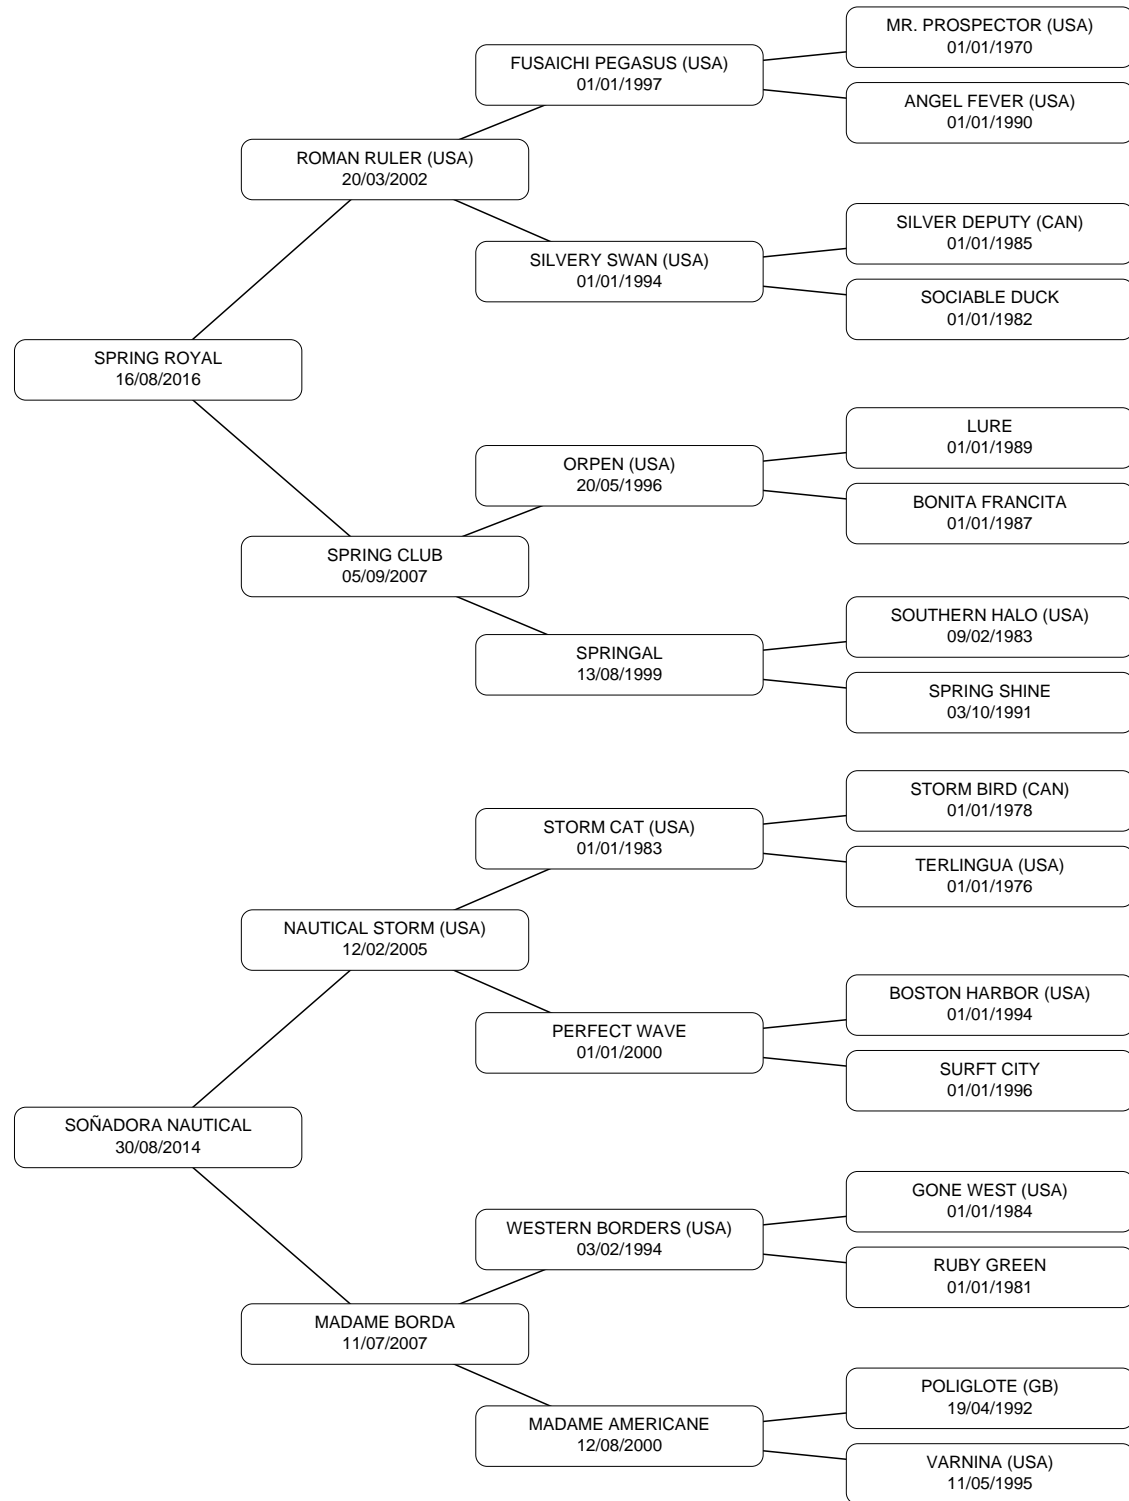 MR. PROSPECTOR (USA)
01/01/1970
FUSAICHI PEGASUS (USA)
01/01/1997
ANGEL FEVER (USA)
01/01/1990
ROMAN RULER (USA)
20/03/2002
SILVER DEPUTY (CAN)
01/01/1985
SILVERY SWAN (USA)
01/01/1994
SOCIABLE DUCK
01/01/1982
SPRING ROYAL
16/08/2016
LURE
01/01/1989
ORPEN (USA)
20/05/1996
BONITA FRANCITA
01/01/1987
SPRING CLUB
05/09/2007
SOUTHERN HALO (USA)
09/02/1983
SPRINGAL
13/08/1999
SPRING SHINE
03/10/1991
STORM BIRD (CAN)
01/01/1978
STORM CAT (USA)
01/01/1983
TERLINGUA (USA)
01/01/1976
NAUTICAL STORM (USA)
12/02/2005
BOSTON HARBOR (USA)
01/01/1994
PERFECT WAVE
01/01/2000
SURFT CITY
01/01/1996
SOÑADORA NAUTICAL
30/08/2014
GONE WEST (USA)
01/01/1984
WESTERN BORDERS (USA)
03/02/1994
RUBY GREEN
01/01/1981
MADAME BORDA
11/07/2007
POLIGLOTE (GB)
19/04/1992
MADAME AMERICANE
12/08/2000
VARNINA (USA)
11/05/1995